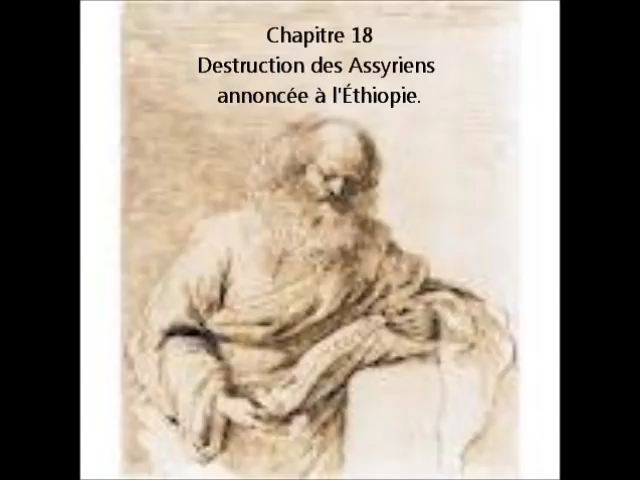 Chapitre 18
Destruction des Assyriens
annoncée à l'Éthiopie.